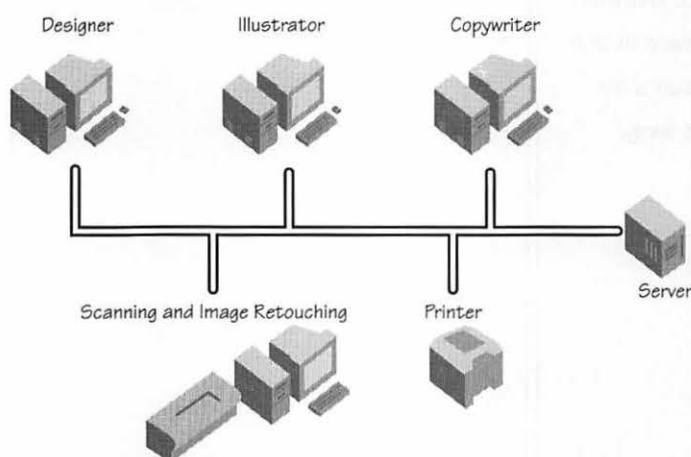 Designer
Illustrator
Copywriter
Server
Scanning and Image Retouching
Printer